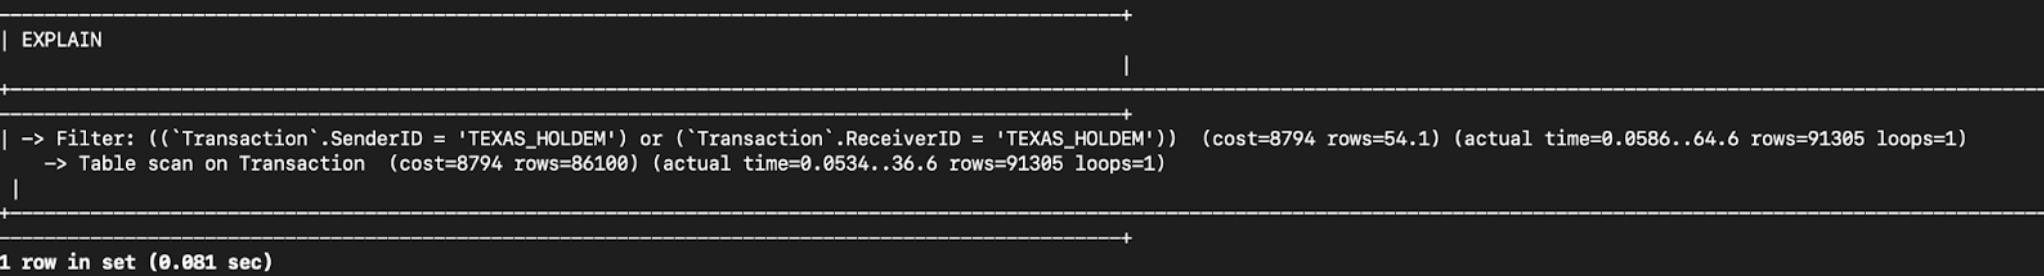 | EXPLAIN
|
| -> Filter: ((`Transaction`.SenderID = 'TEXAS_HOLDEM') or (`Transaction`.ReceiverID = 'TEXAS_HOLDEM'))  (cost=8794 rows=54.1) (actual time=0.0586..64.6 rows=91305 loops=1)
    -> Table scan on Transaction  (cost=8794 rows=86100) (actual time=0.0534..36.6 rows=91305 loops=1)
|
1 row in set (0.081 sec)